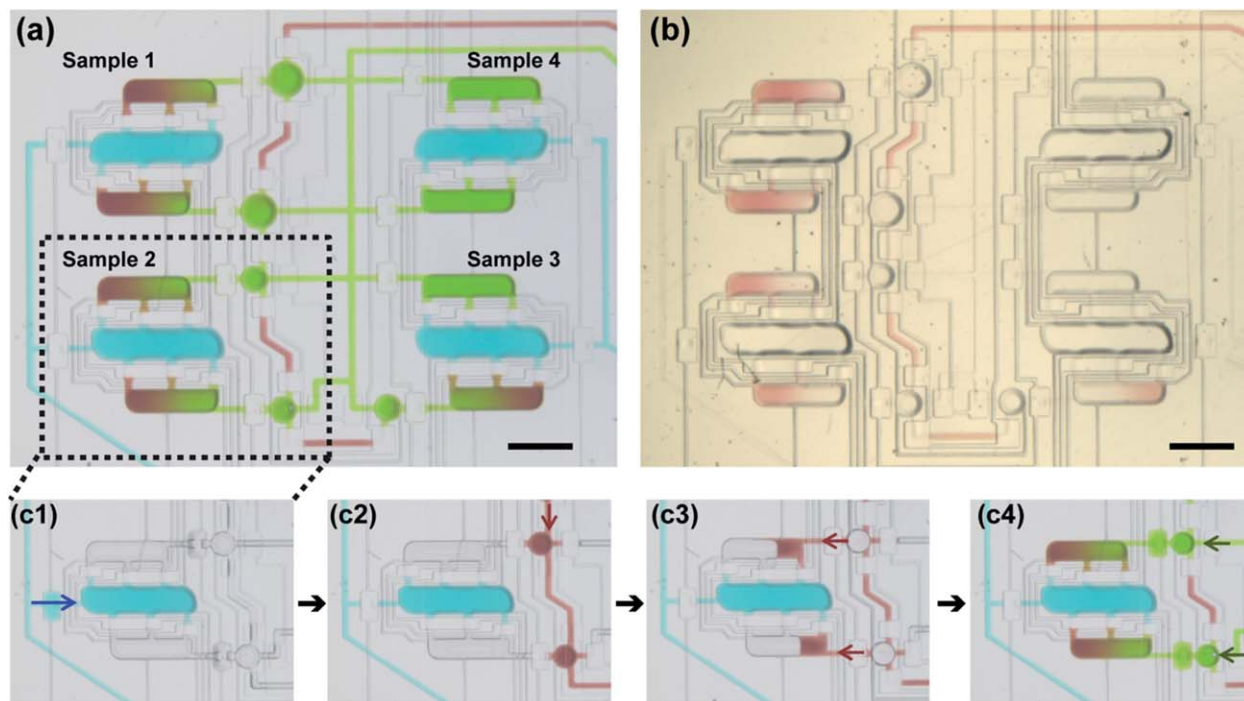 (a)
(b)
Sample 1
Sample 4
Sample 2
Sample 3
(c1)
(c2)
(c3)
(c4)